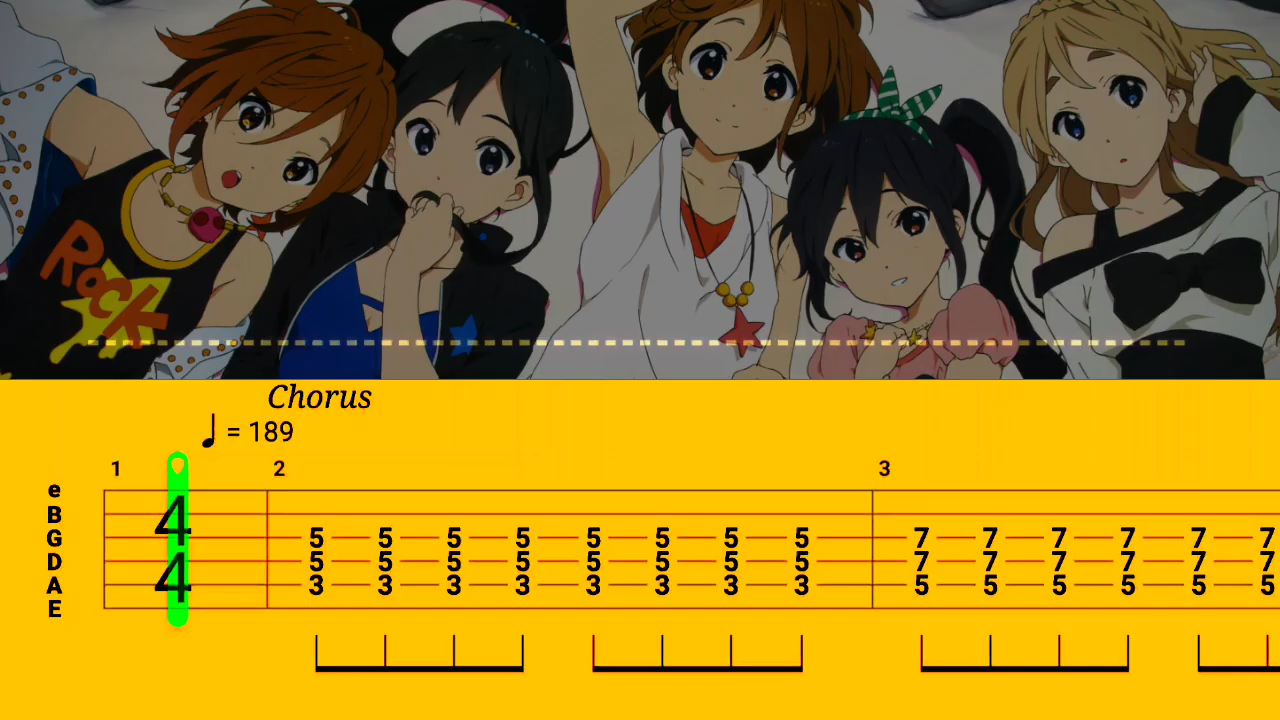 Rock
Chorus
♩ = 189
1 2 3
4
4
e
B
G 5 5 5 5 5 5 5 5 7 7 7 7 7 7
D 5 5 5 5 5 5 5 5 7 7 7 7 7 7
A 3 3 3 3 3 3 3 3 5 5 5 5 5 5
E